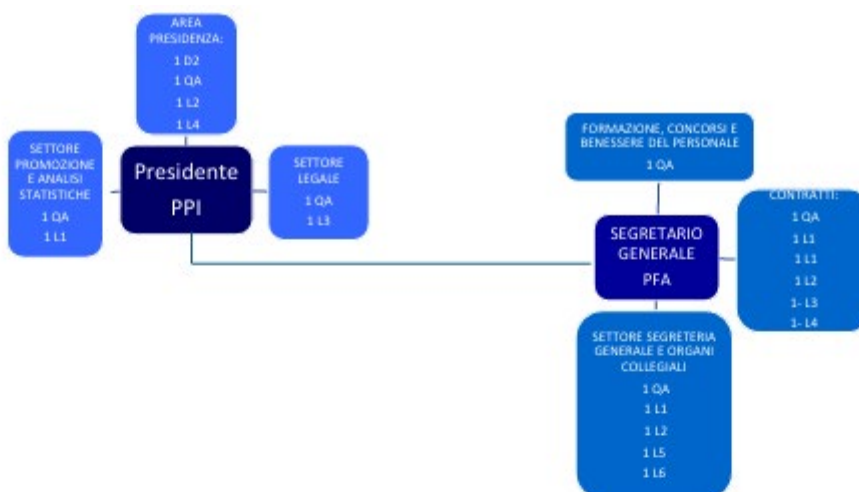 AREA
PRESIDENZA:
1 D2
1 QA
1 L2
1 L4
SETTORE
PROMOZIONE
E ANALISI
STATISTICHE
1 QA
1 L1
Presidente
PPI
SETTORE
LEGALE
1 QA
1 L3
FORMAZIONE, CONCORSI E
BENESSERE DEL PERSONALE
1 QA
SEGRETARIO
GENERALE
PFA
CONTRATTI:
1 QA
1 L1
1 L1
1 L2
1- L3
1- L4
SETTORE SEGRETERIA
GENERALE E ORGANI
COLLEGIALI
1 QA
1 L1
1 L2
1 L5
1 L6